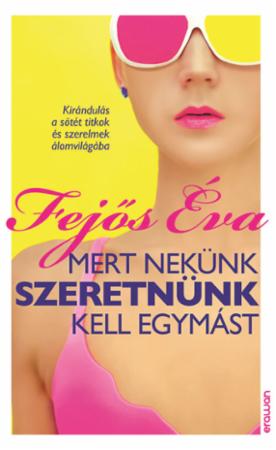 Kirándulás
a sötét titkok
és szerelmek
álomvilágába
Fejős Éva
MERT NEKÜNK
SZERETNÜNK
KELL EGYMÁST
erawan